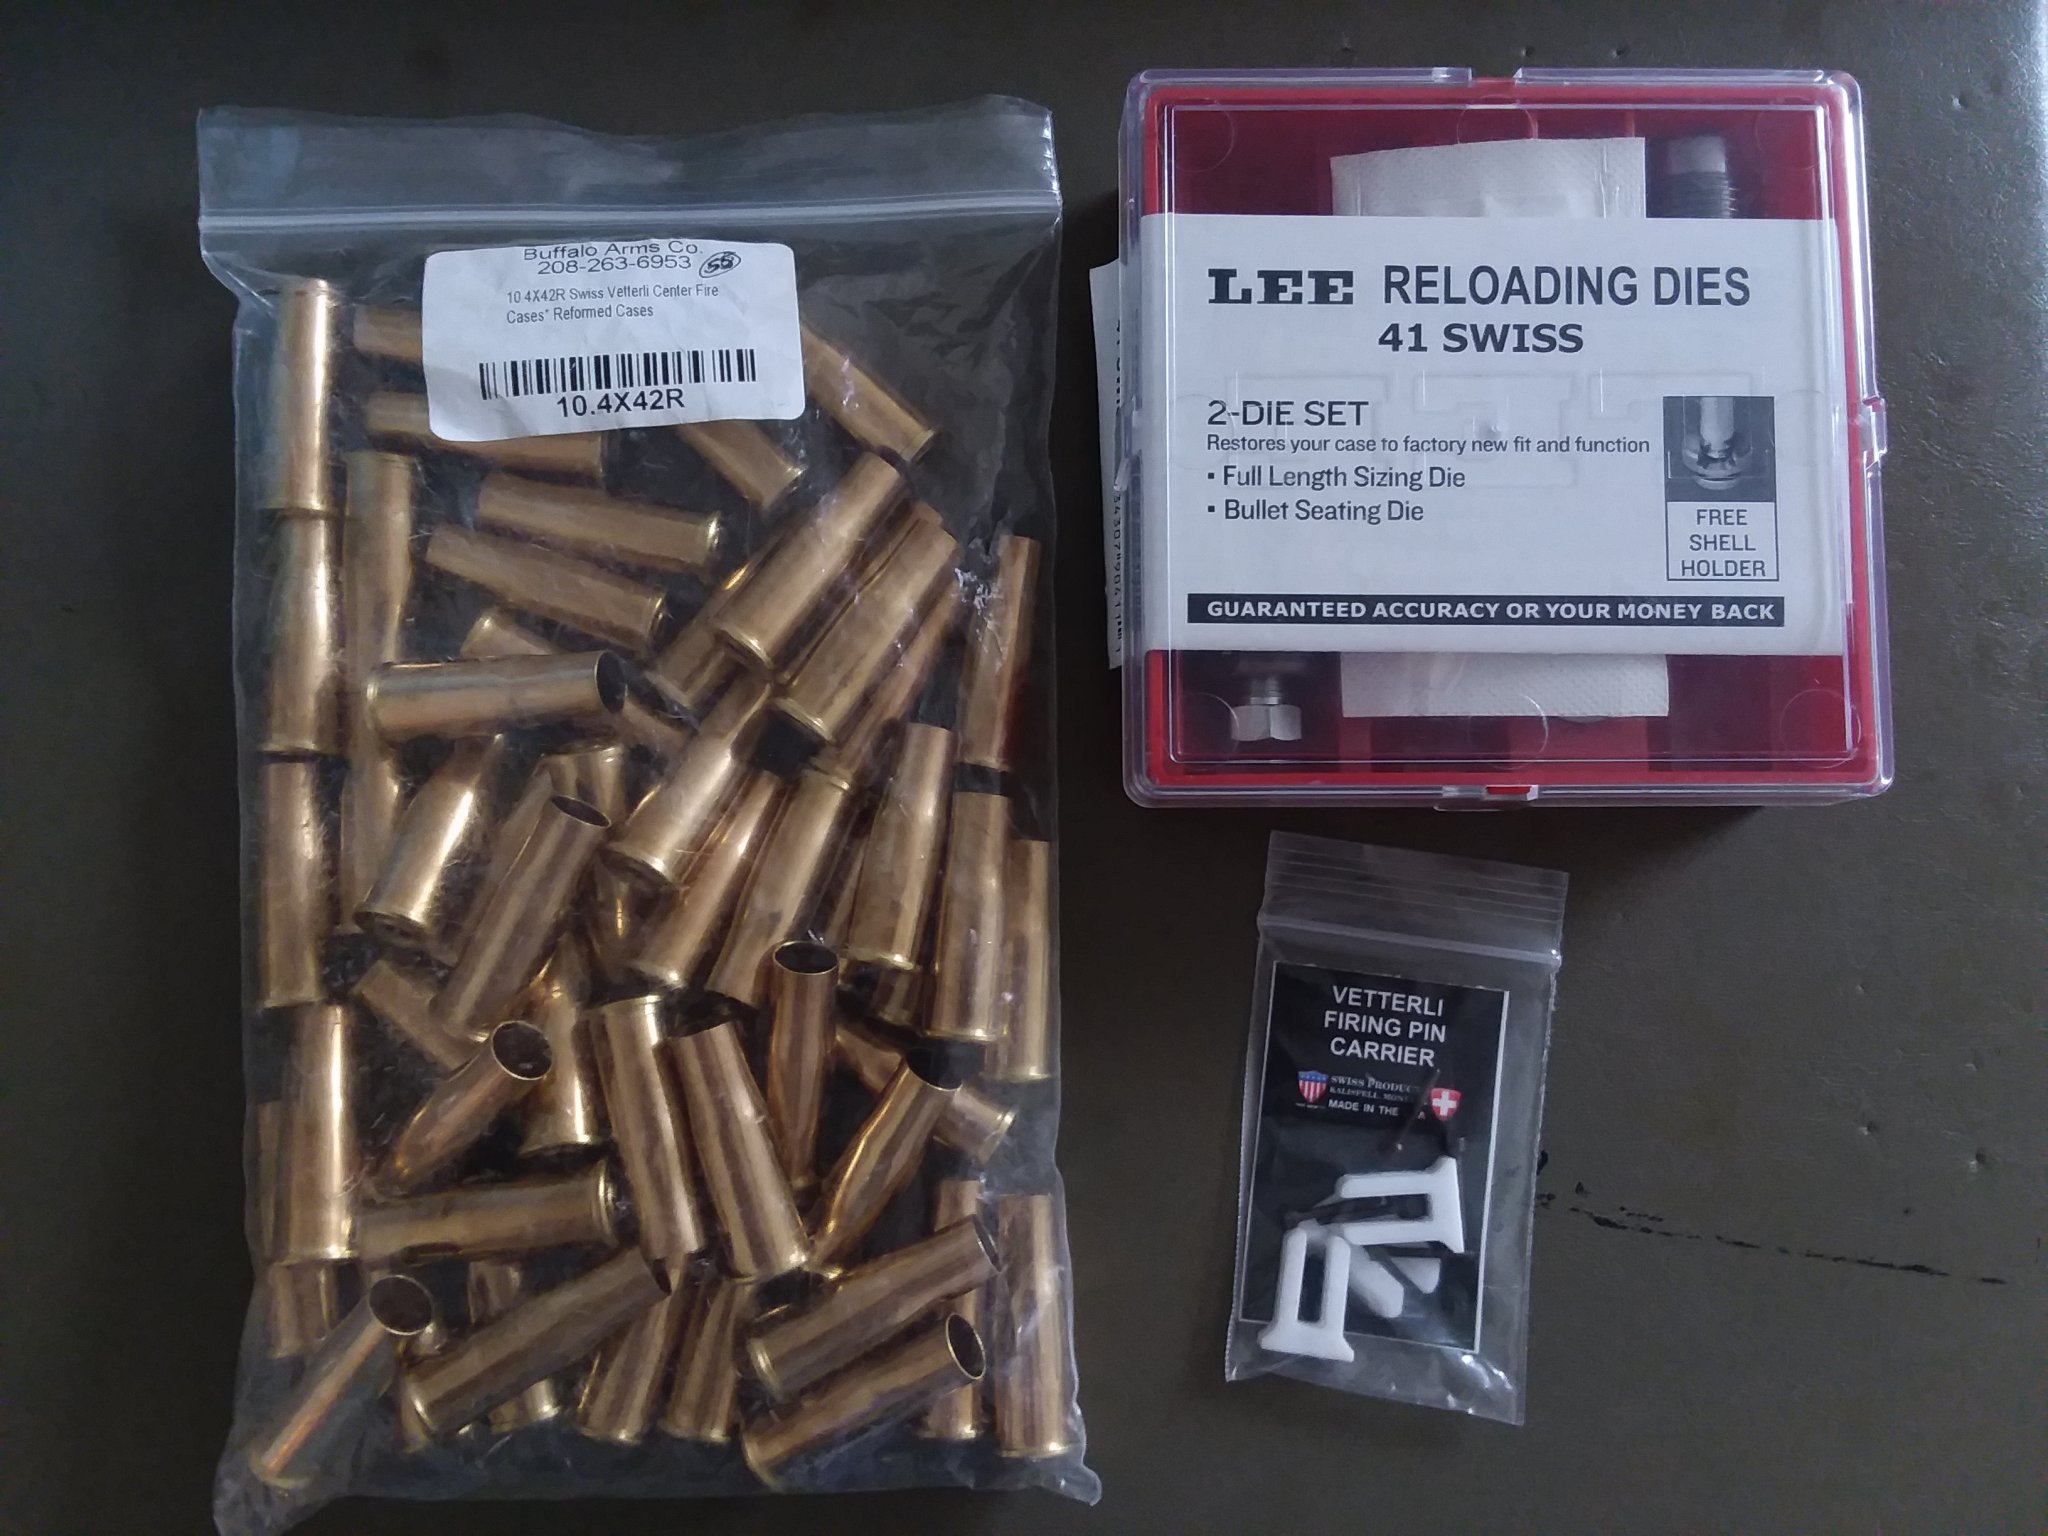 Buffalo Arms Co.
208-263-6953
10.4X42R Swiss Vetterli Center Fire
Cases* Reformed Cases
10.4X42R
LEE RELOADING DIES
41 SWISS
2-DIE SET
Restores your case to factory new fit and function
▪ Full Length Sizing Die
▪ Bullet Seating Die
FREE
SHELL
HOLDER
GUARANTEED ACCURACY OR YOUR MONEY BACK
VETTERLI
FIRING PIN
CARRIER
SWISS
KALISPELL
MADE IN THE